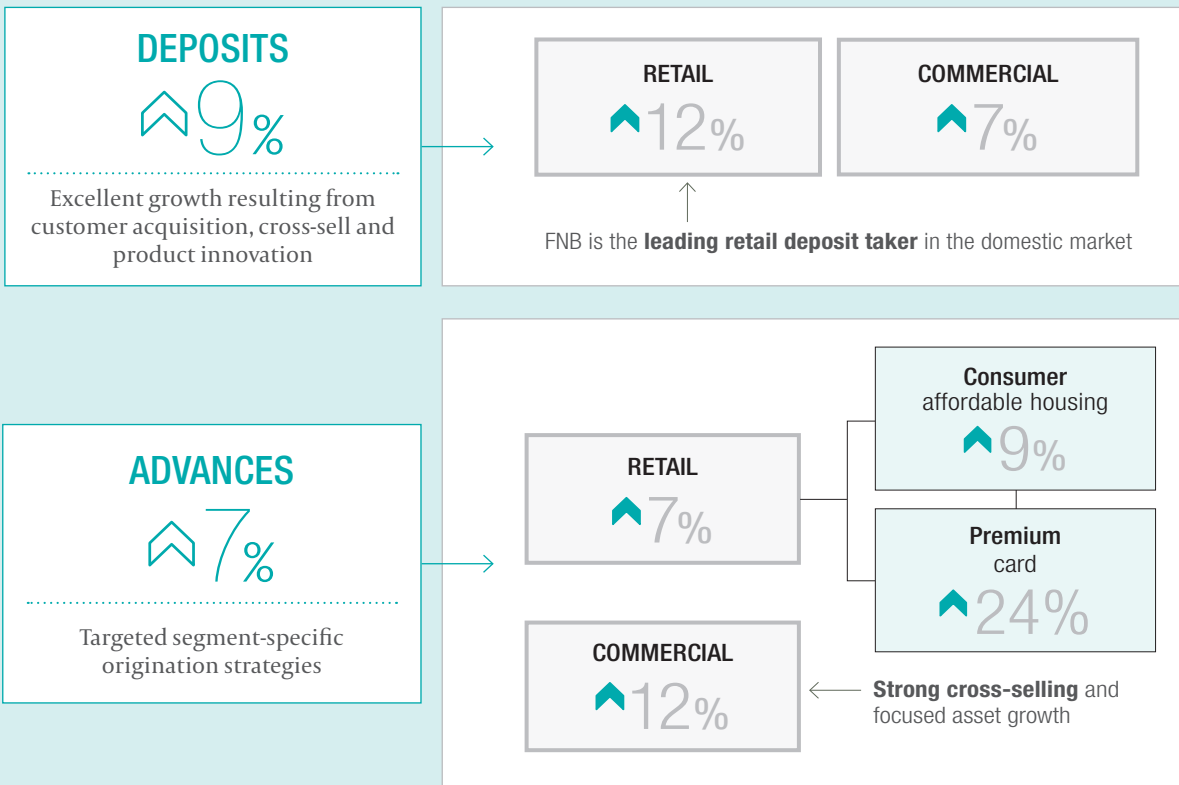 DEPOSITS
9%
Excellent growth resulting from
customer acquisition, cross-sell and
product innovation
RETAIL
12%
COMMERCIAL
7%
FNB is the leading retail deposit taker in the domestic market
ADVANCES
7%
Targeted segment-specific
origination strategies
RETAIL
7%
Consumer
affordable housing
9%
Premium
card
24%
COMMERCIAL
12%
Strong cross-selling and
focused asset growth